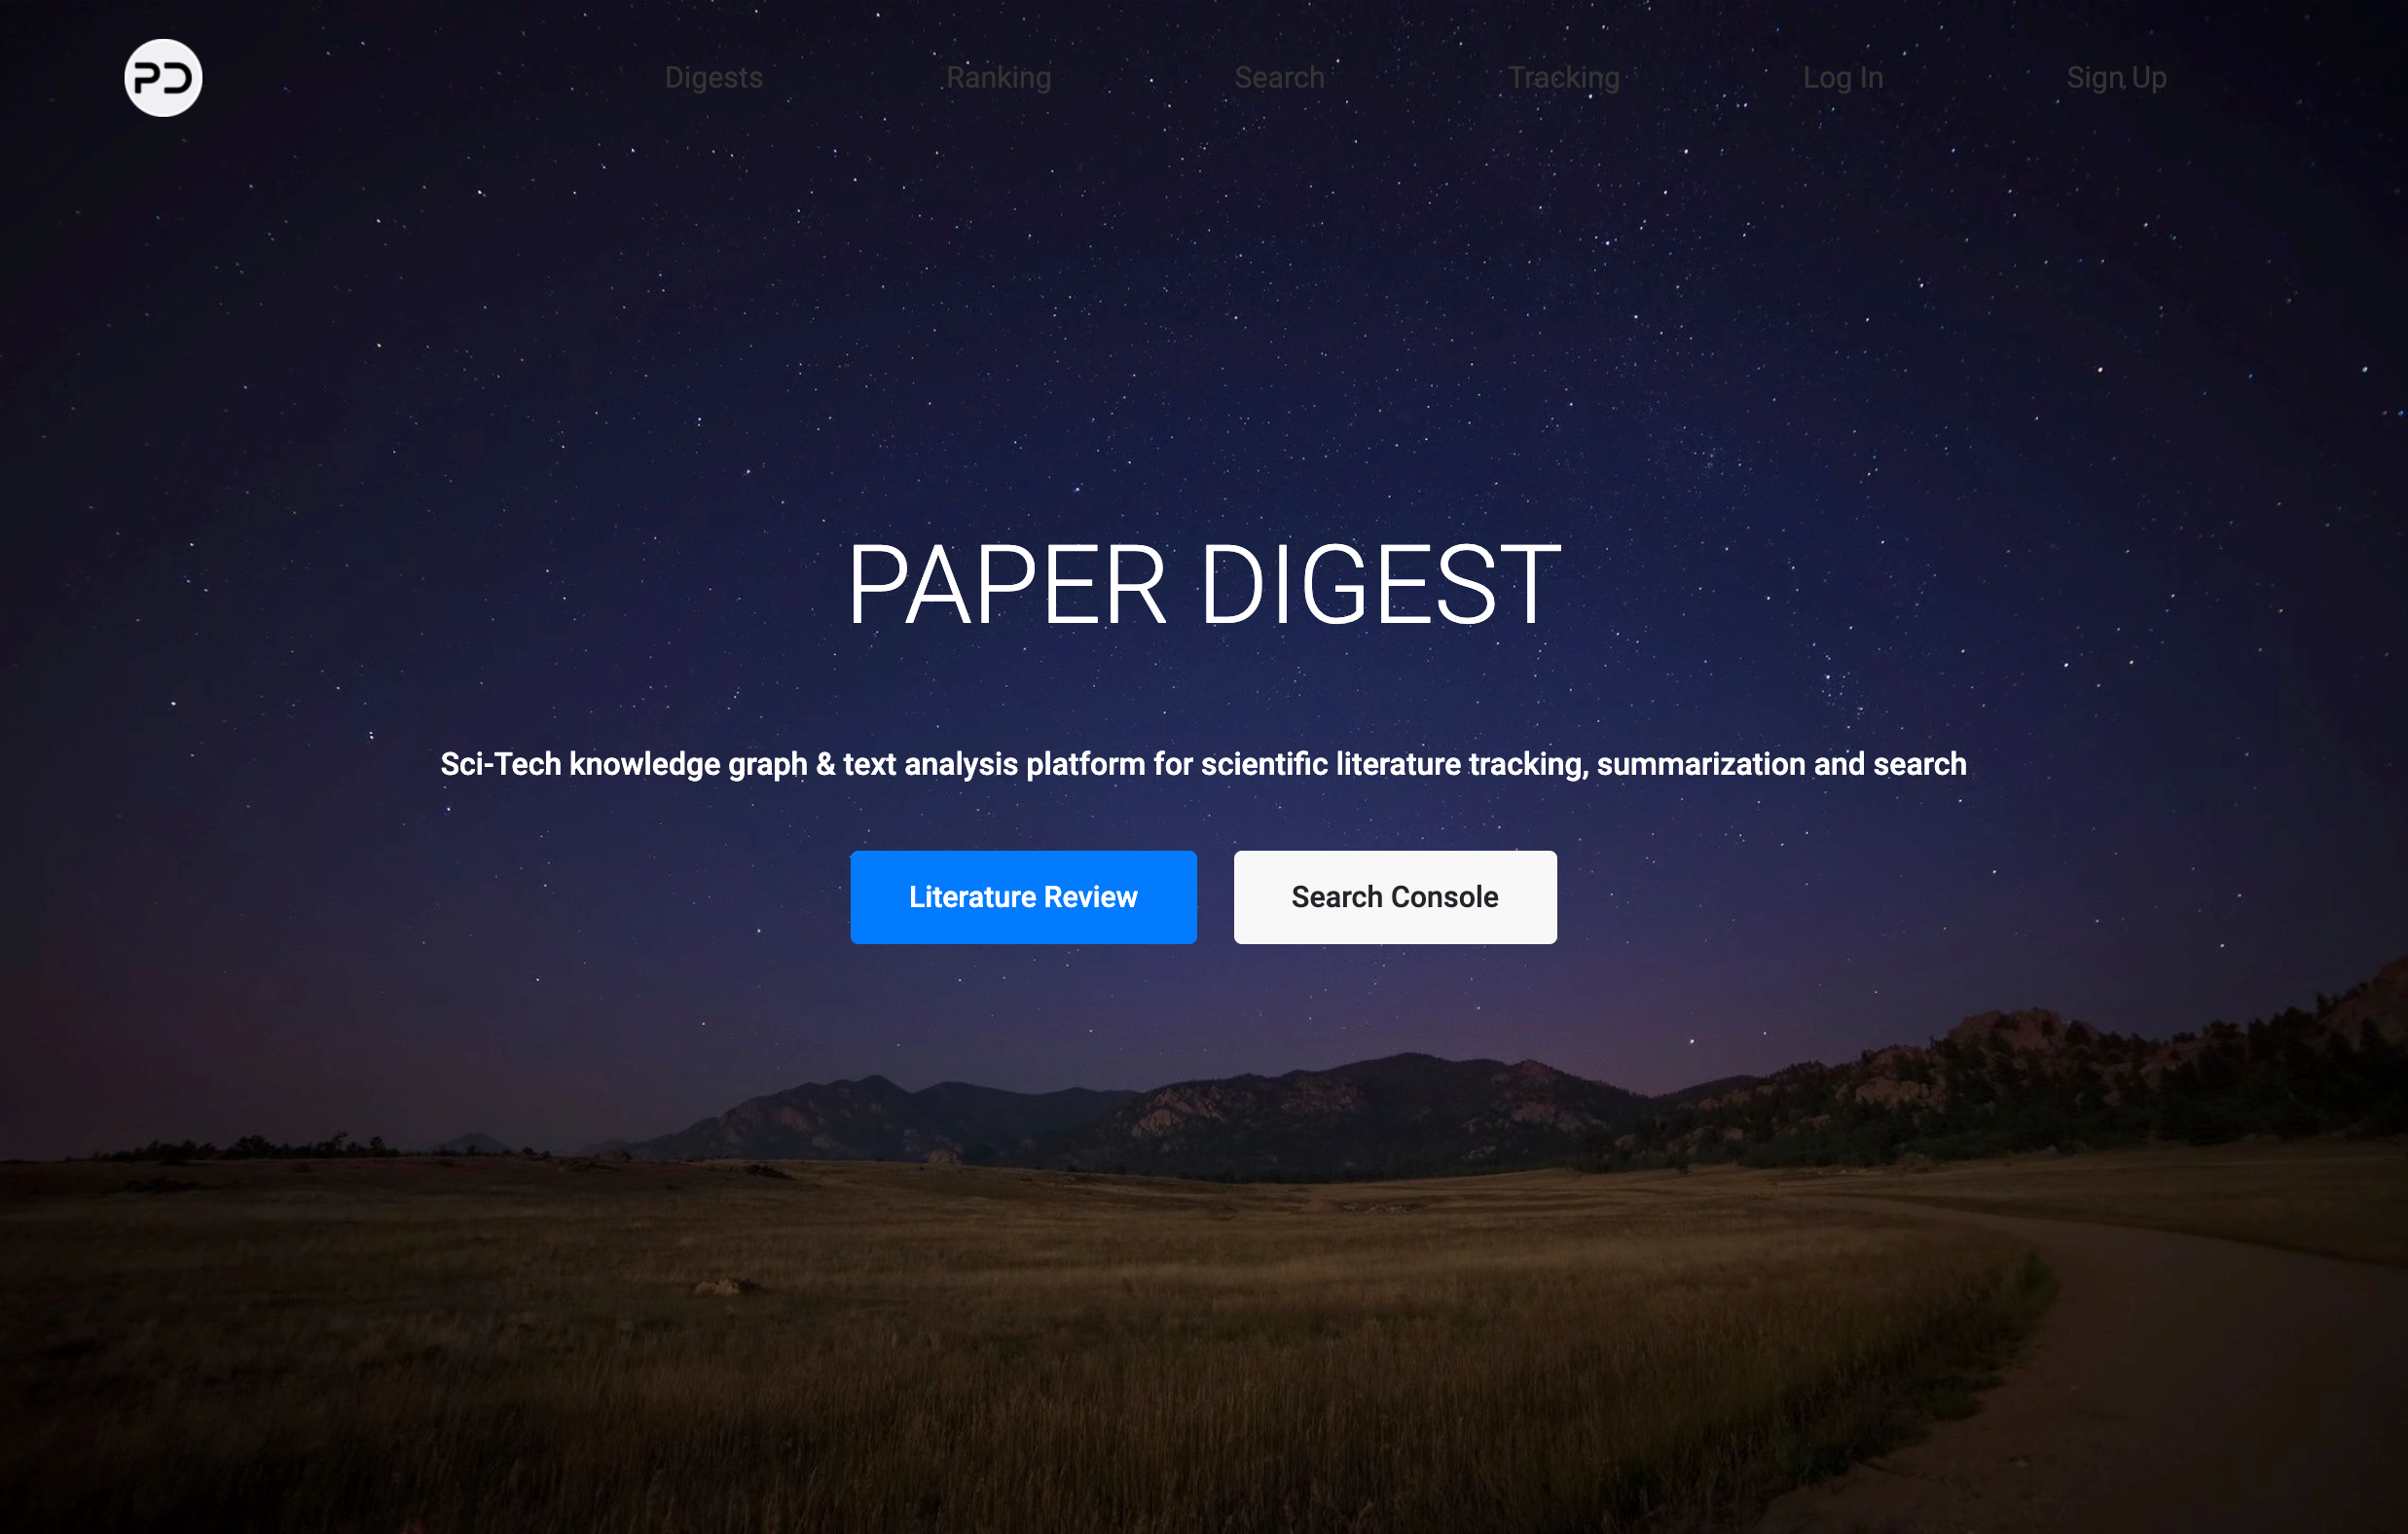 PD
Digests
Ranking
Search
Tracking
Log In
Sign Up
PAPER DIGEST
Sci-Tech knowledge graph & text analysis platform for scientific literature tracking, summarization and search
Literature Review
Search Console